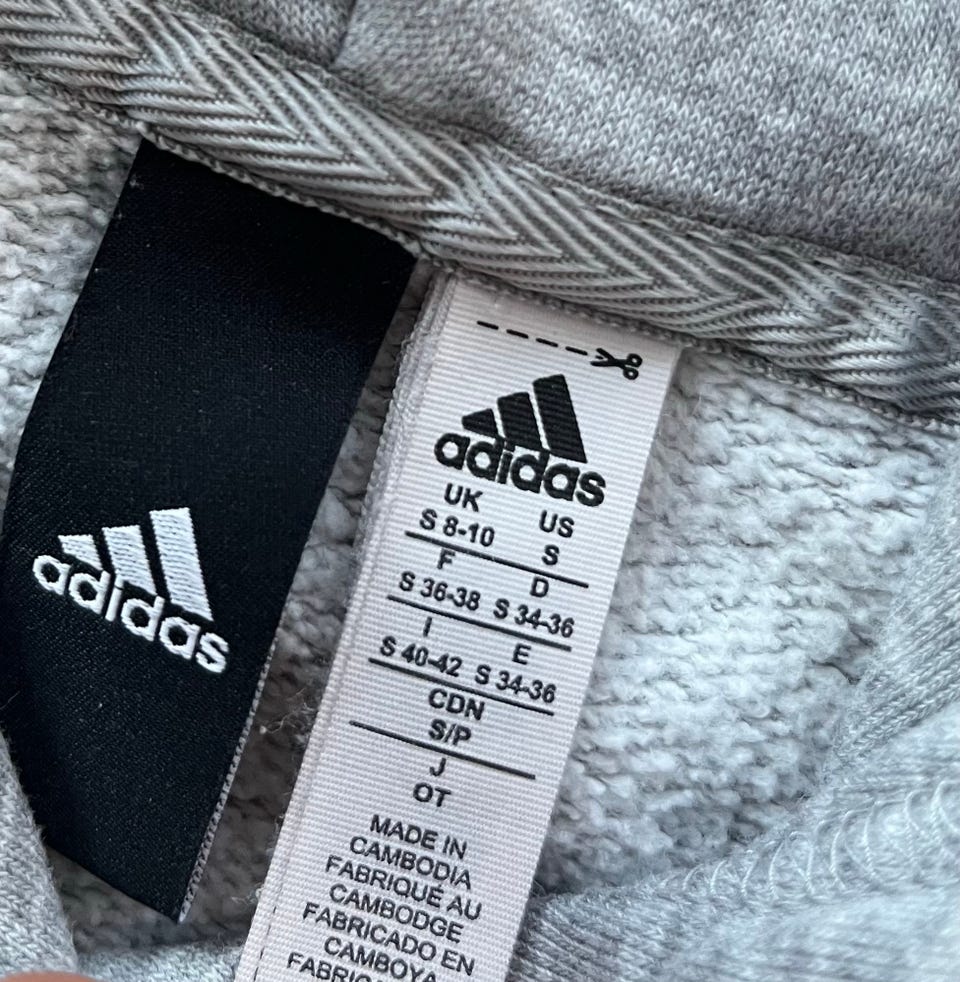 adidas
adidas
UK US
S 8-10 S
F D
S 36-38 S 34-36
I E
S 40-42 S 34-36
CDN
S/P
J
OT
MADE IN
CAMBODIA
FABRIQUÉ AU
CAMBODGE
FABRICADO EN
CAMBOYA